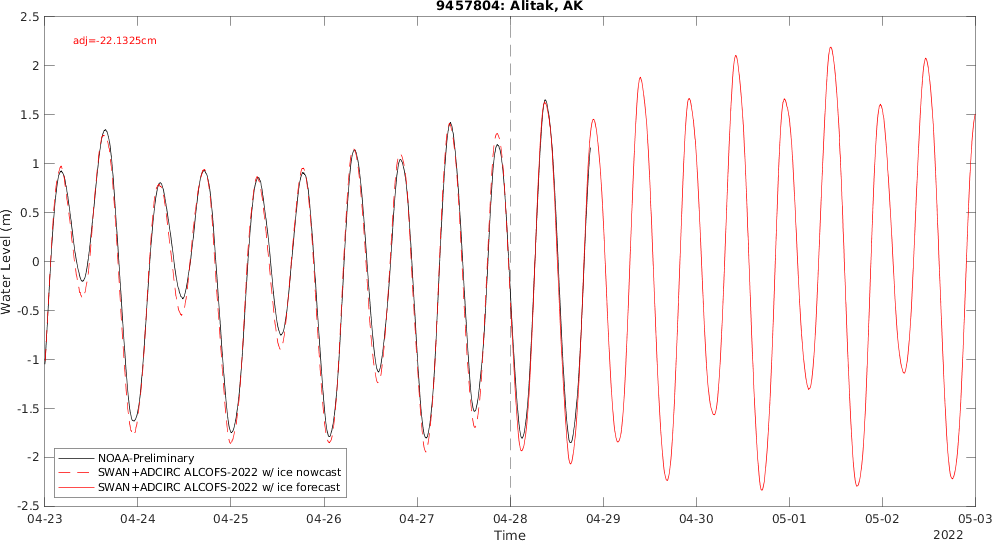 9457804: Alitak, AK
adj=-22.1325cm
2.5
2
1.5
1
0.5
0
-0.5
-1
-1.5
-2
-2.5
Water Level (m)
NOAA-Preliminary
SWAN+ADCIRC ALCOFS-2022 w/ ice nowcast
SWAN+ADCIRC ALCOFS-2022 w/ ice forecast
04-23 04-24 04-25 04-26 04-27 04-28 04-29 04-30 05-01 05-02 05-03
Time
2022